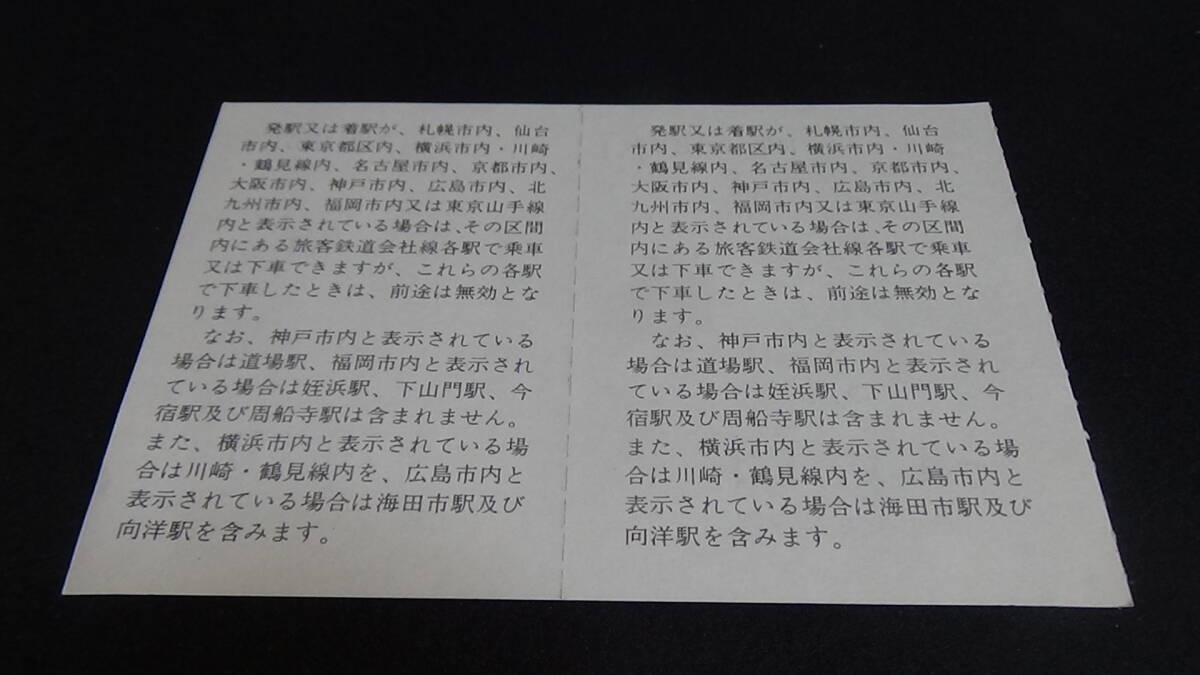 発駅又は着駅が、札幌市内、仙台
市内、東京都区内、横浜市内・川崎
・鶴見線内、名古屋市内、京都市内、
大阪市内、神戸市内、広島市内、北
九州市内、福岡市内又は東京山手線
内と表示されている場合は、その区間
内にある旅客鉄道会社線各駅で乗車
又は下車できますが、これらの各駅
で下車したときは、前途は無効とな
ります。
なお、神戸市内と表示されている
場合は道場駅、福岡市内と表示され
ている場合は姪浜駅、下山門駅、今
宿駅及び周船寺駅は含まれません。
また、横浜市内と表示されている場
合は川崎・鶴見線内を、広島市内と
表示されている場合は海田市駅及び
向洋駅を含みます。
発駅又は着駅が、札幌市内、仙台
市内、東京都区内、横浜市内・川崎
・鶴見線内、名古屋市内、京都市内、
大阪市内、神戸市内、広島市内、北
九州市内、福岡市内又は東京山手線
内と表示されている場合は、その区間
内にある旅客鉄道会社線各駅で乗車
又は下車できますが、これらの各駅
で下車したときは、前途は無効とな
ります。
なお、神戸市内と表示されている
場合は道場駅、福岡市内と表示され
ている場合は姪浜駅、下山門駅、今
宿駅及び周船寺駅は含まれません。
また、横浜市内と表示されている場
合は川崎・鶴見線内を、広島市内と
表示されている場合は海田市駅及び
向洋駅を含みます。